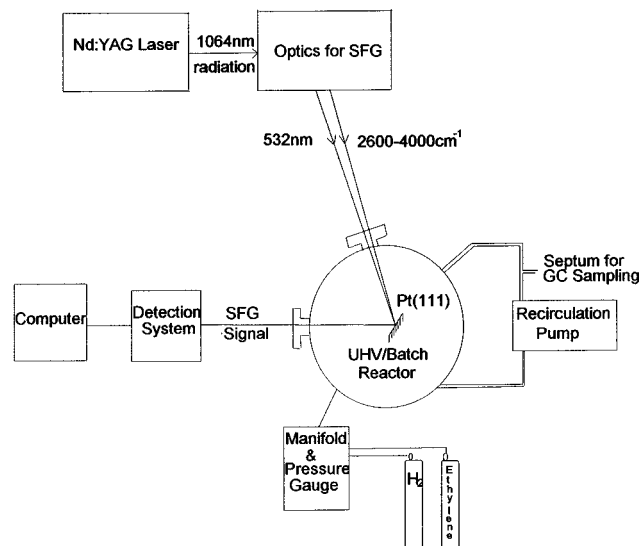 Nd:YAG Laser
1064nm
radiation
Optics for SFG
532nm
2600-4000cm⁻¹
Septum for
GC Sampling
Pt(111)
Computer
Detection
System
SFG
Signal
Recirculation
Pump
UHV/Batch
Reactor
Manifold
&
Pressure
Gauge
H₂
Ethylene